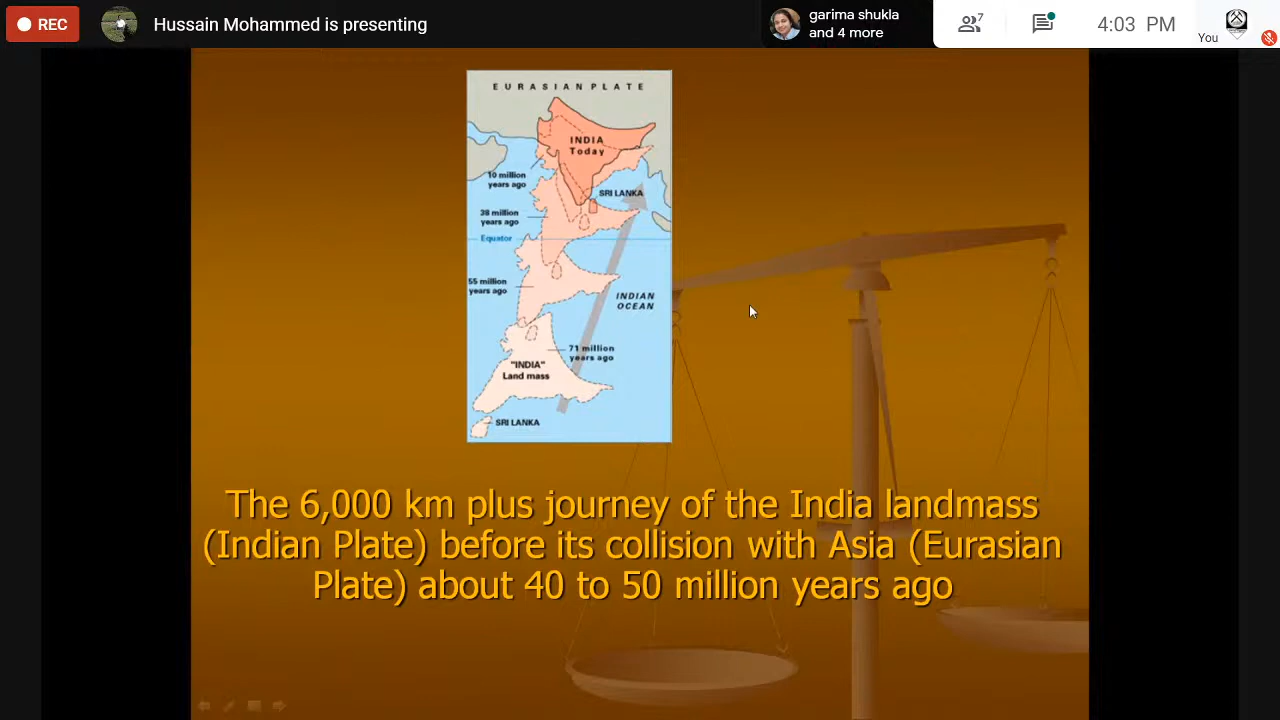 REC
Hussain Mohammed is presenting
garima shukla
and 4 more
7
4:03 PM
You
EURASIAN PLATE
INDIA
Today
10 million
years ago
SRI LANKA
38 million
years ago
Equator
55 million
years ago
INDIAN
OCEAN
71 million
years ago
"INDIA"
Land mass
SRI LANKA
The 6,000 km plus journey of the India landmass
(Indian Plate) before its collision with Asia (Eurasian
Plate) about 40 to 50 million years ago